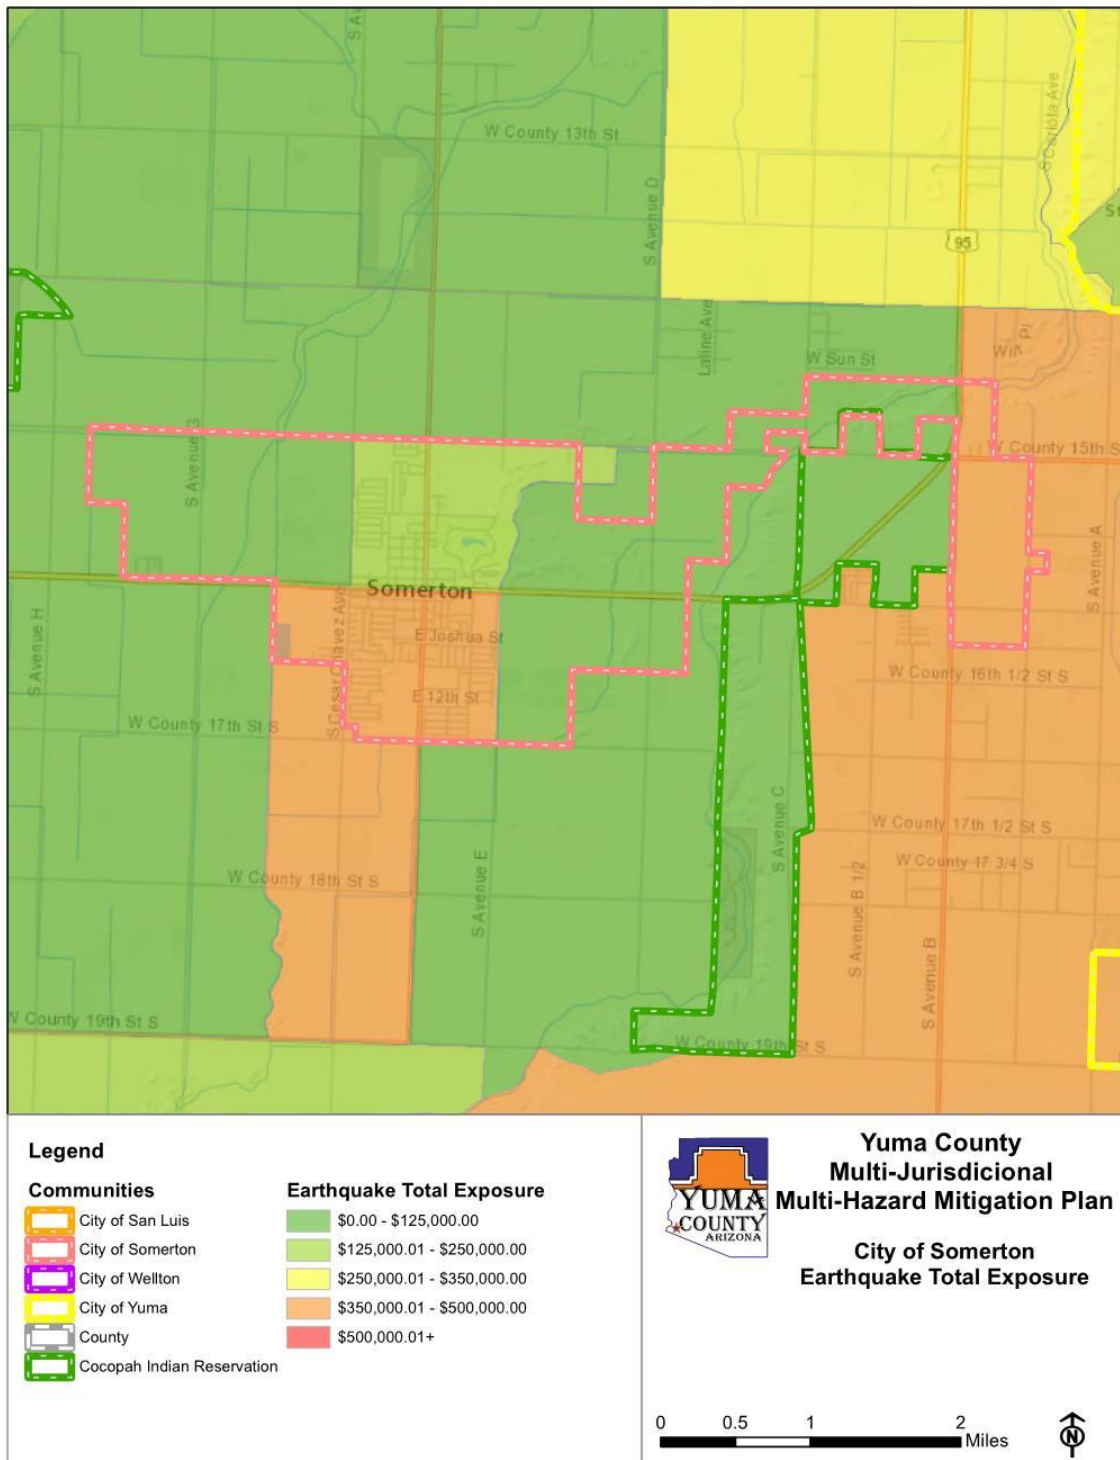 S Av
W County 13th St
S Carlota Ave
S Avenue D
St
95
Laline Ave
Pl
W Sun St
Win
S Avenue G
W County 15th S
S Avenue A
Somerton
S Avenue H
S Cesar Chavez Ave
E Joshua St
E 12th St
W County 16th 1/2 St S
W County 17th St S
S Avenue C
W County 17th 1/2 St S
W County 17 3/4 S
W County 18th St S
S Avenue E
S Avenue B 1/2
S Avenue B
W County 19th St S
W County 19th St S
Legend
Communities
City of San Luis
City of Somerton
City of Wellton
City of Yuma
County
Cocopah Indian Reservation
Earthquake Total Exposure
$0.00 - $125,000.00
$125,000.01 - $250,000.00
$250,000.01 - $350,000.00
$350,000.01 - $500,000.00
$500,000.01+
YUMA
COUNTY
ARIZONA
Yuma County
Multi-Jurisdicional
Multi-Hazard Mitigation Plan
City of Somerton
Earthquake Total Exposure
0 0.5 1 2
Miles
N